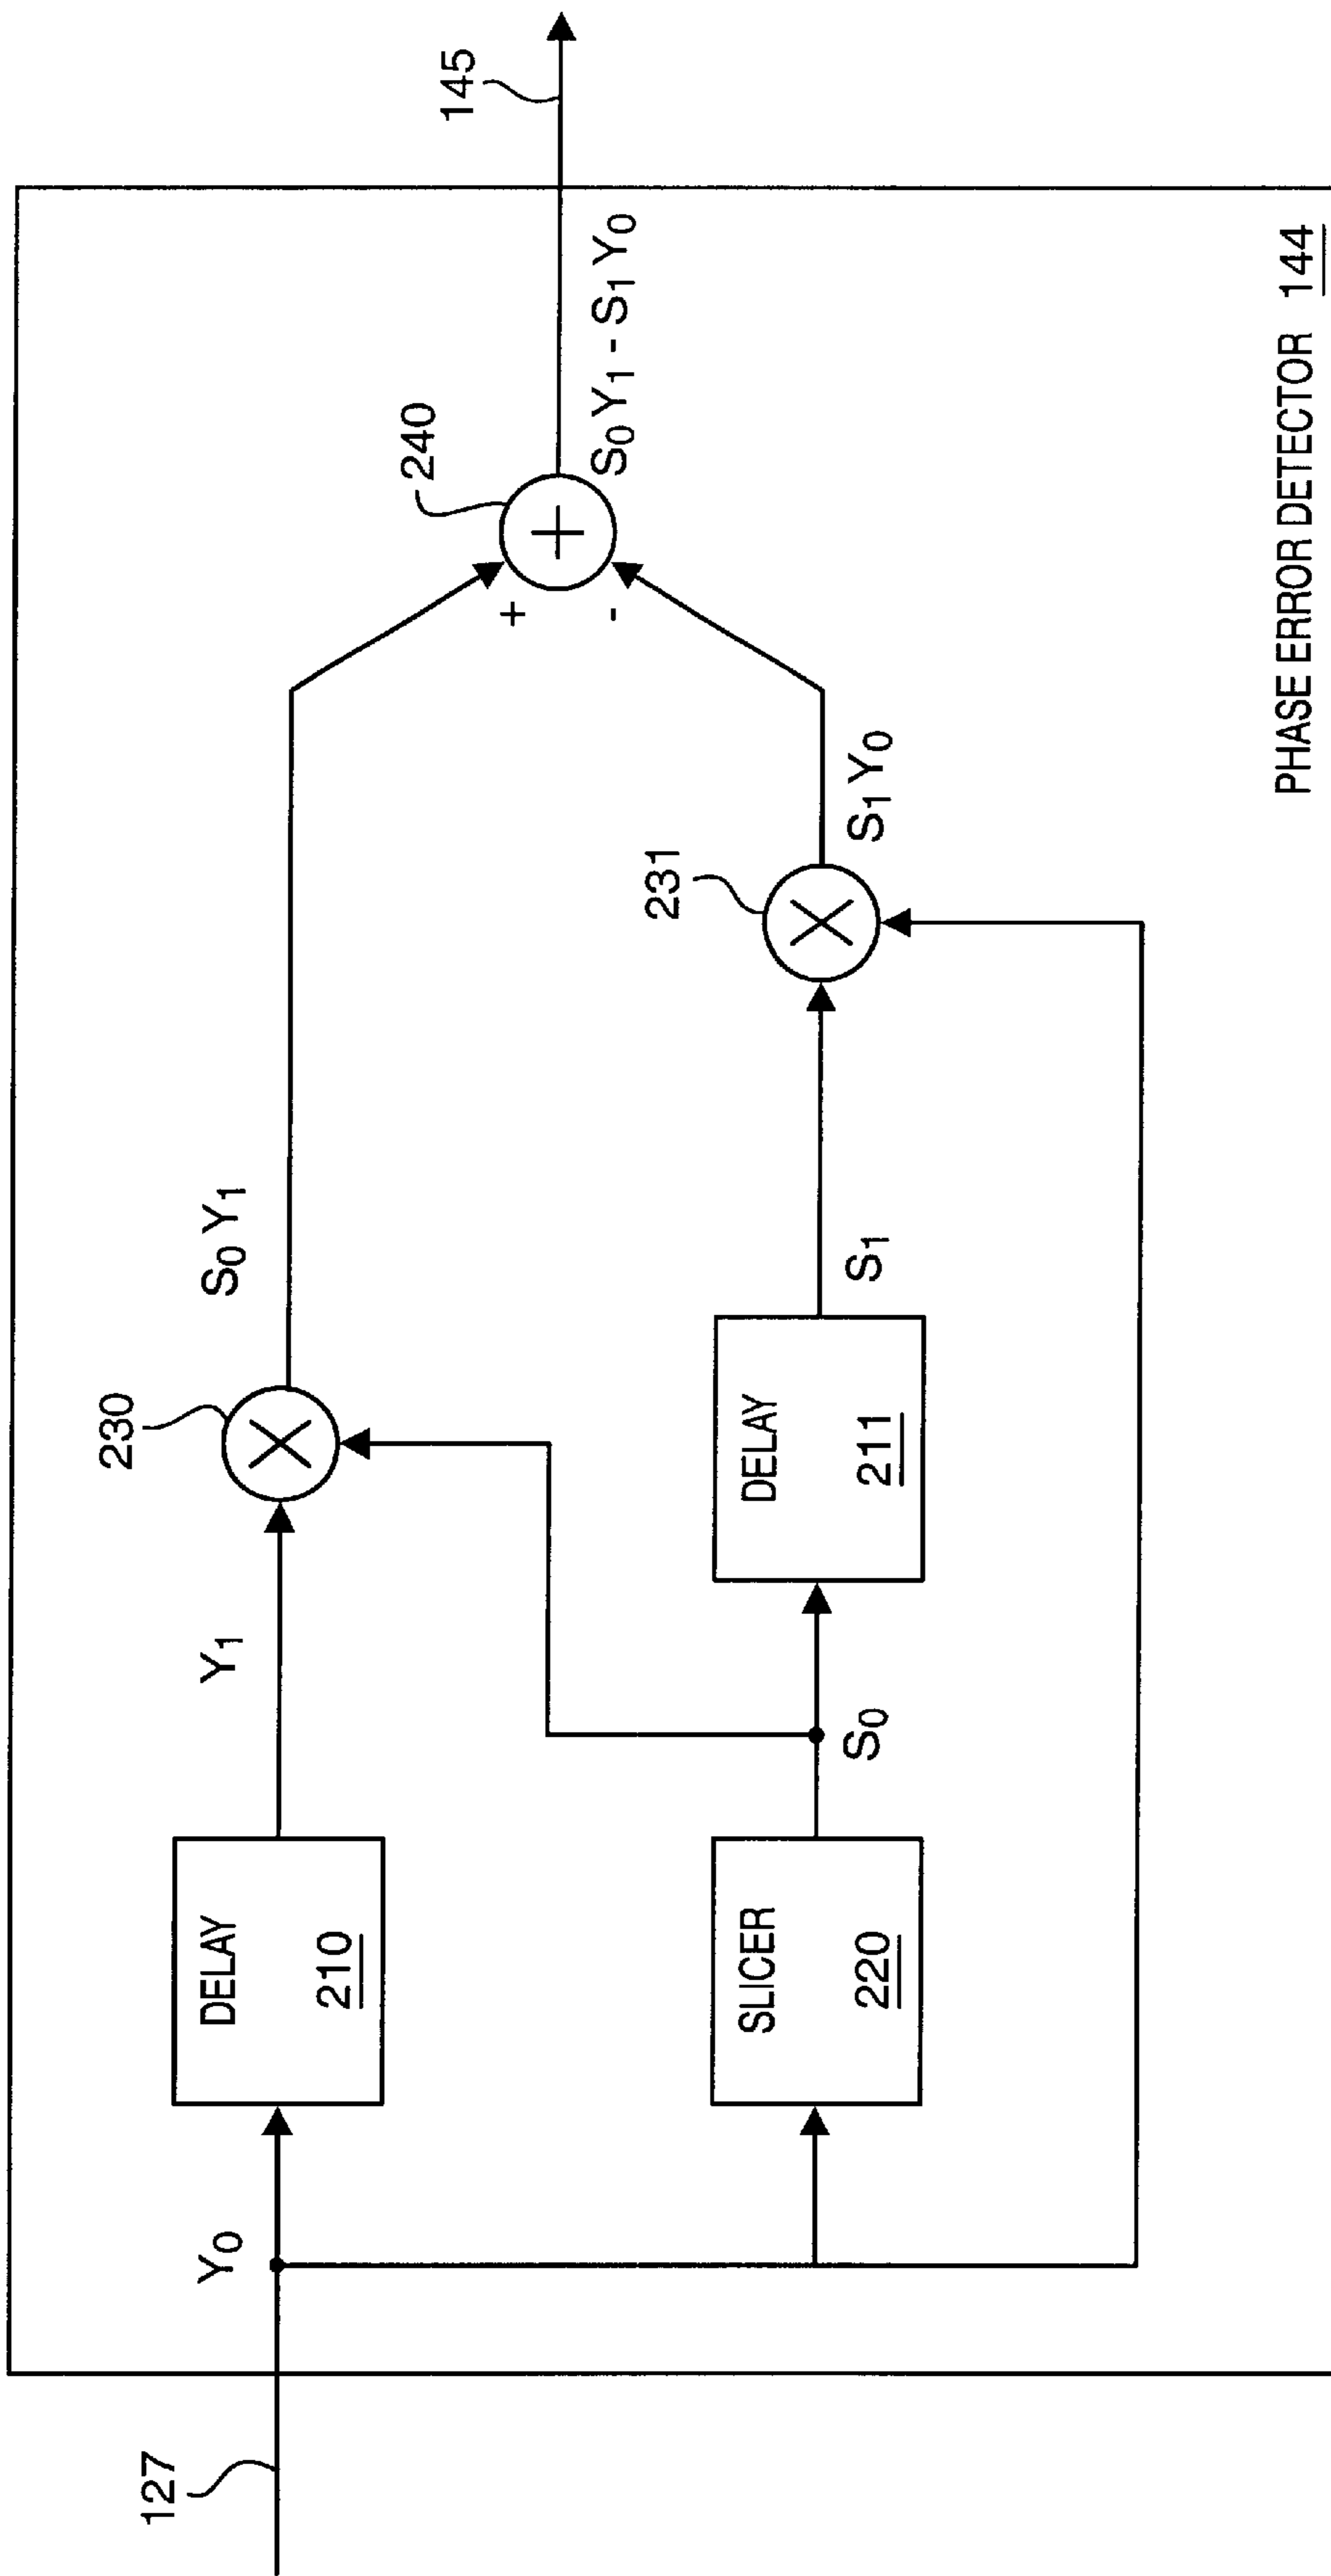 127
Y₀
DELAY
210
Y₁
230
S₀ Y₁
SLICER
220
S₀
DELAY
211
S₁
231
S₁ Y₀
+
-
240
S₀ Y₁ - S₁ Y₀
145
PHASE ERROR DETECTOR 144